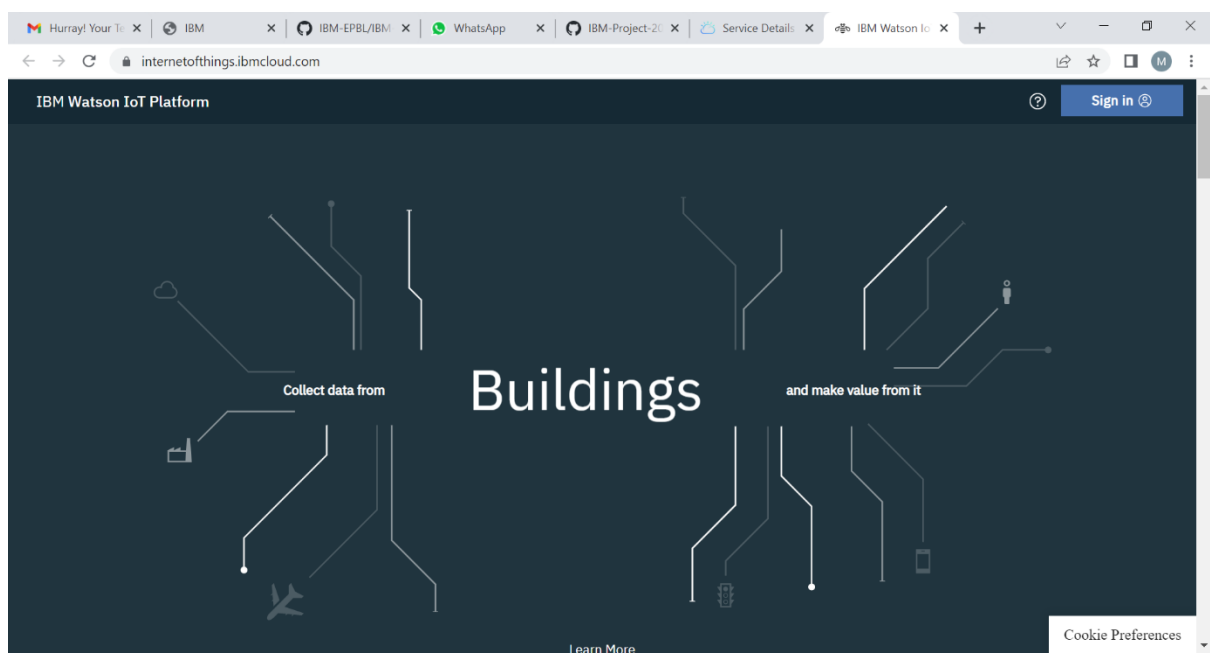 Hurray! Your Te
IBM
IBM-EPBL/IBM
WhatsApp
IBM-Project-20
Service Details
IBM Watson Io
internetofthings.ibmcloud.com
M
IBM Watson IoT Platform
Sign in
Collect data from
Buildings
and make value from it
Learn More
Cookie Preferences